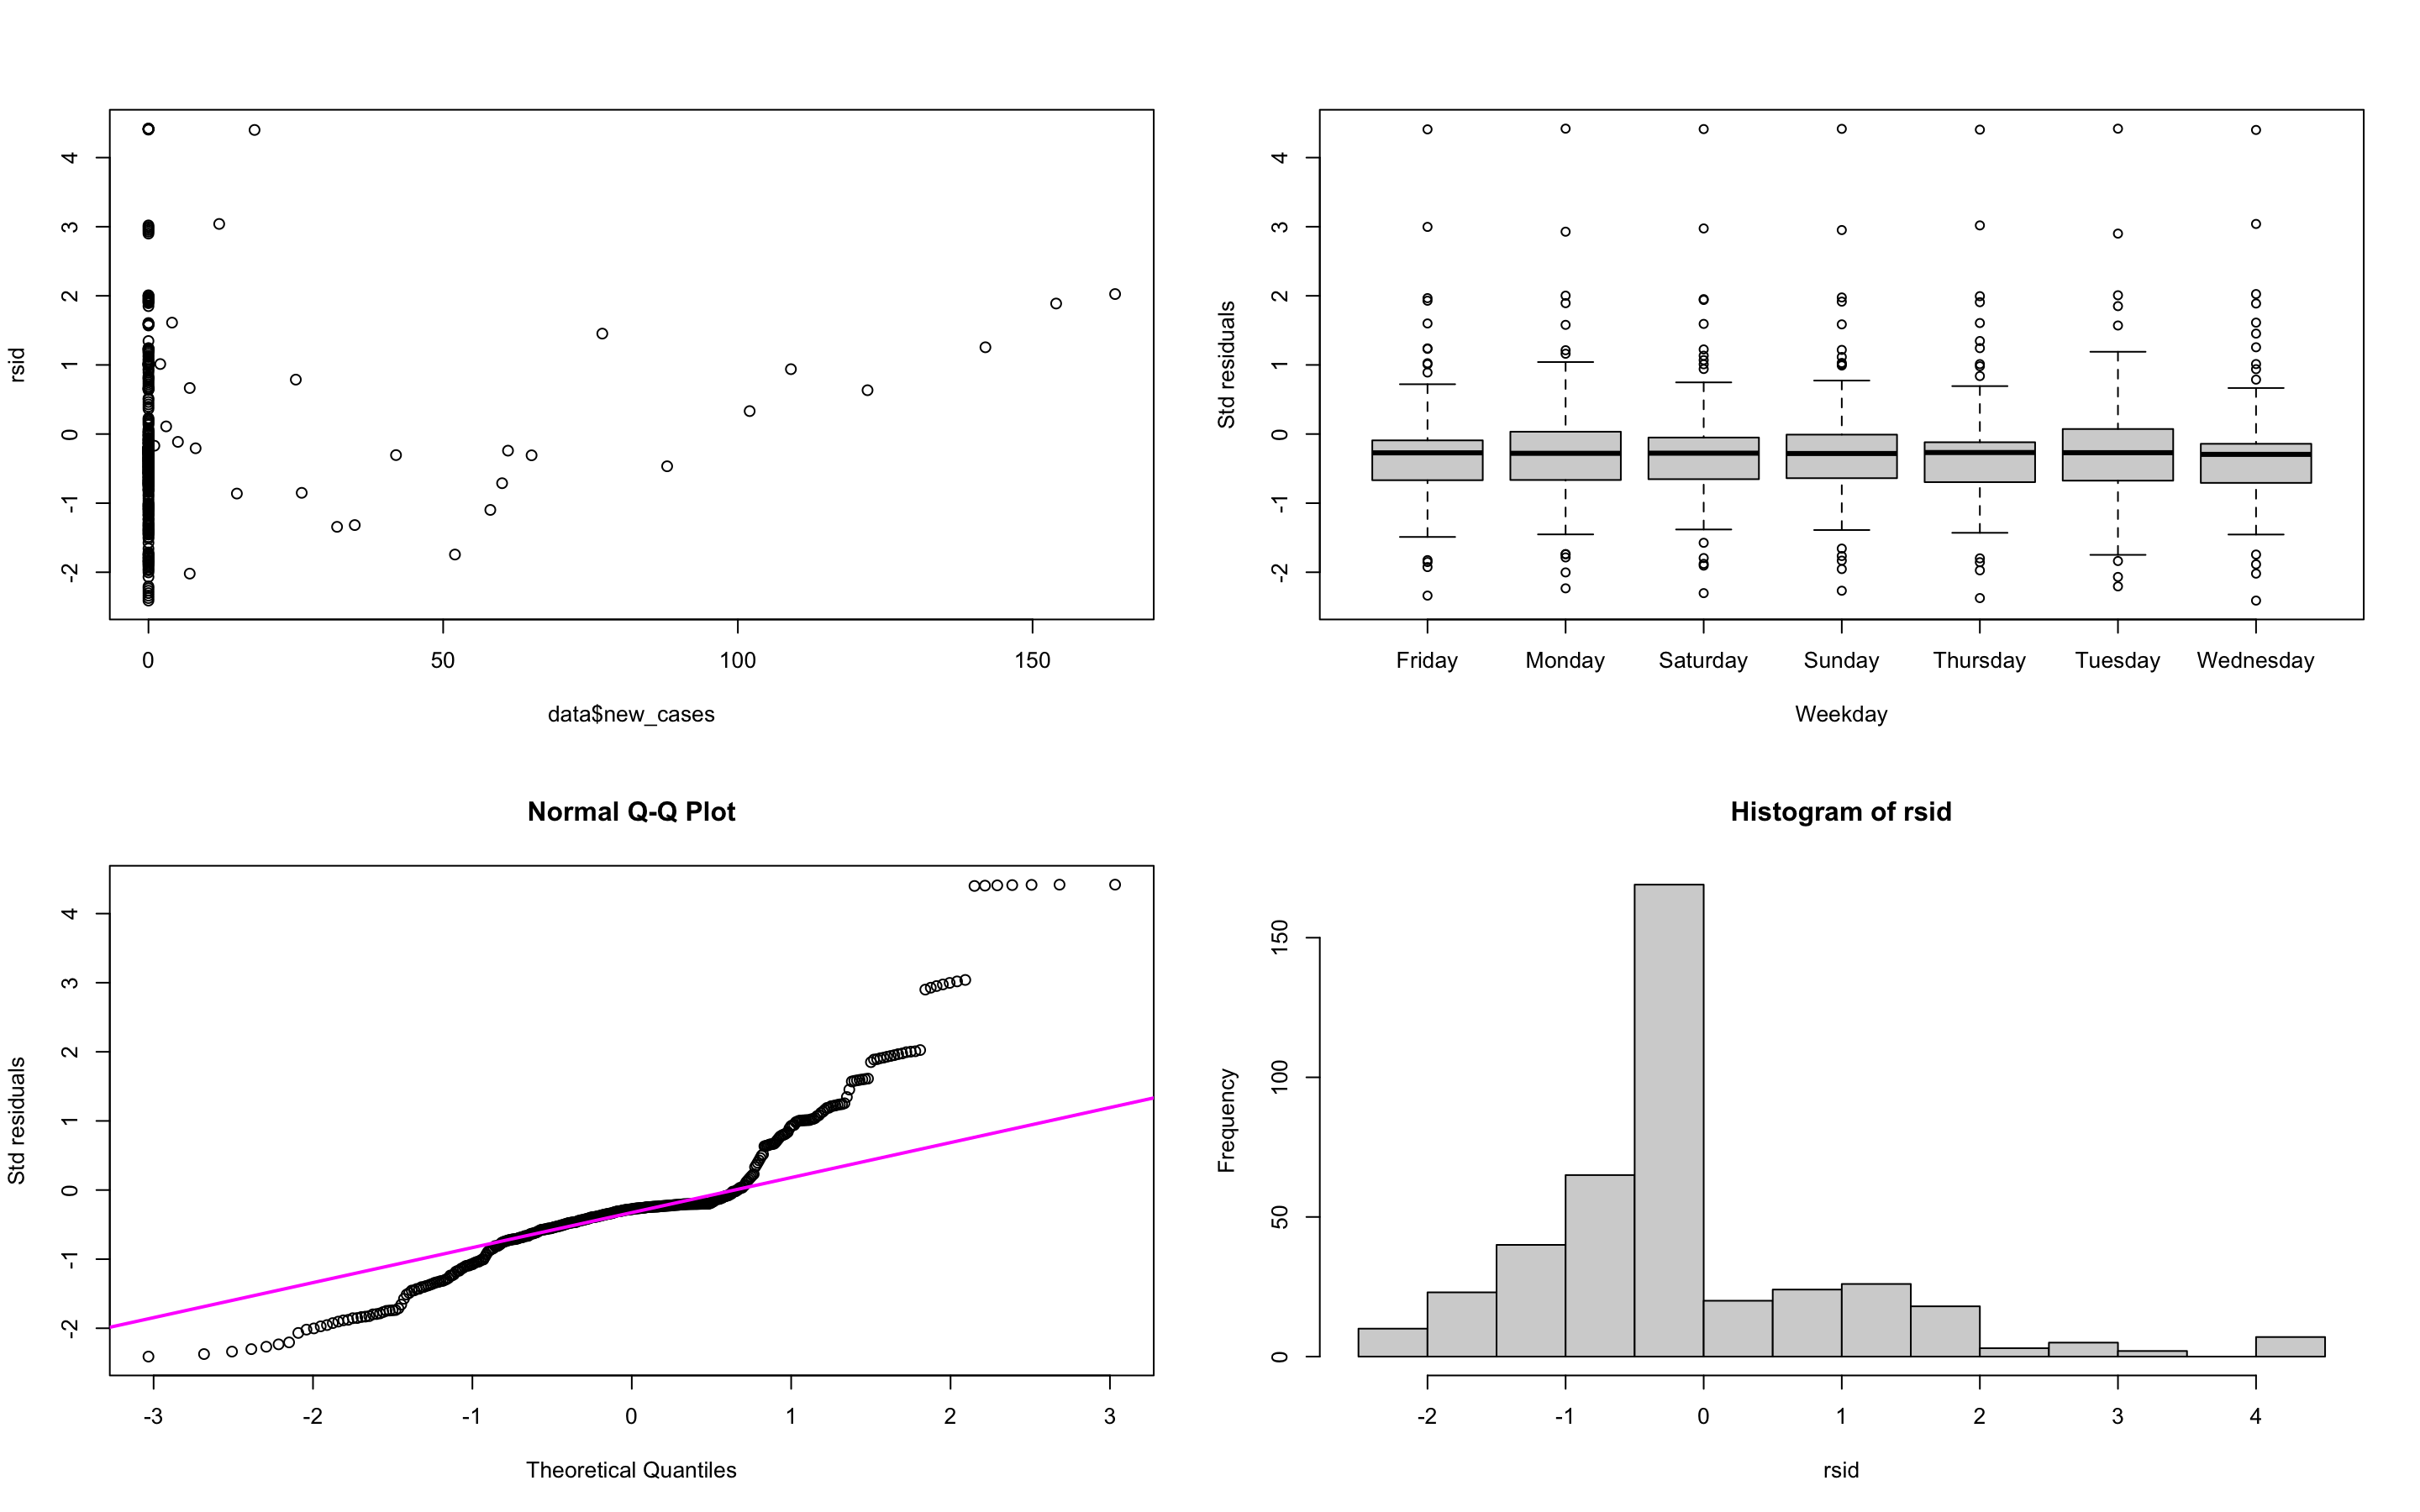 rsid
4
3
2
1
0
-1
-2
0
50
100
150
data$new_cases
Std residuals
4
3
2
1
0
-1
-2
Friday
Monday
Saturday
Sunday
Thursday
Tuesday
Wednesday
Weekday
Normal Q-Q Plot
Std residuals
4
3
2
1
0
-1
-2
-3
-2
-1
0
1
2
3
Theoretical Quantiles
Histogram of rsid
Frequency
150
100
50
0
-2
-1
0
1
2
3
4
rsid